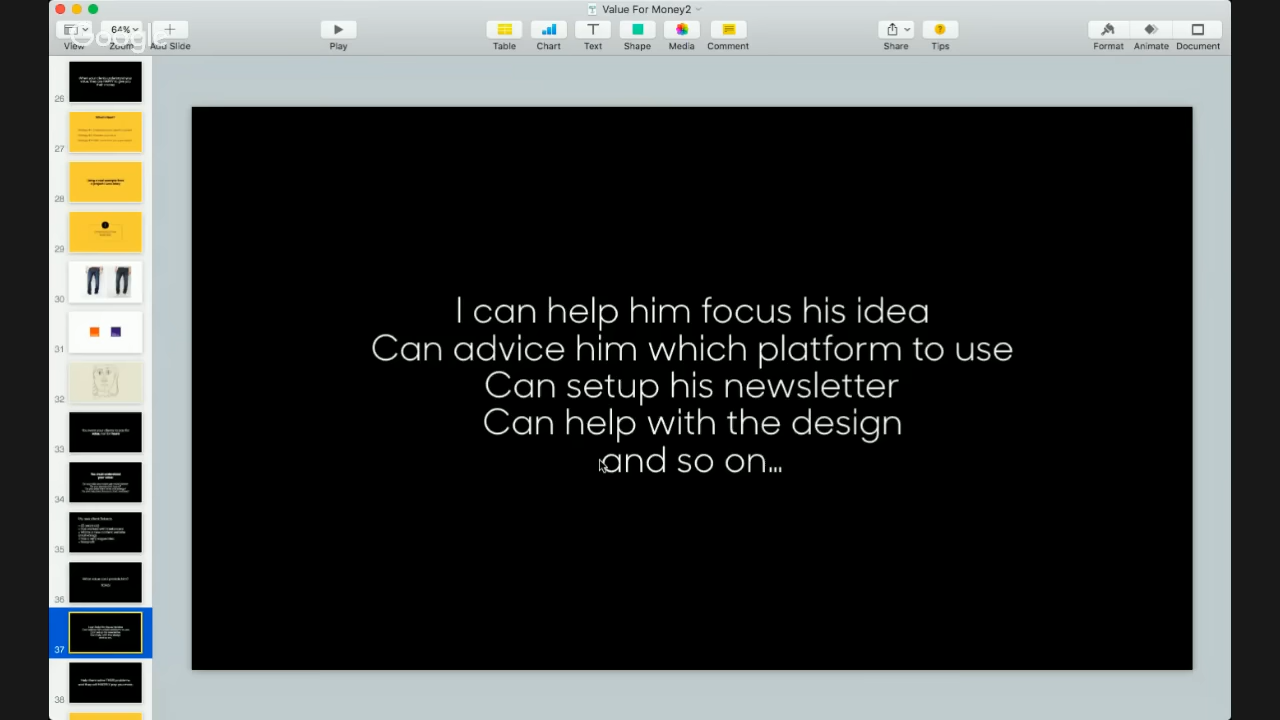 Value For Money2
64%
View
Zoom
Add Slide
Play
Table
Chart
Text
Shape
Media
Comment
Share
Tips
Format
Animate
Document
26
27
28
29
30
31
32
33
34
35
36
37
38
I can help him focus his idea
Can advice him which platform to use
Can setup his newsletter
Can help with the design
and so on...